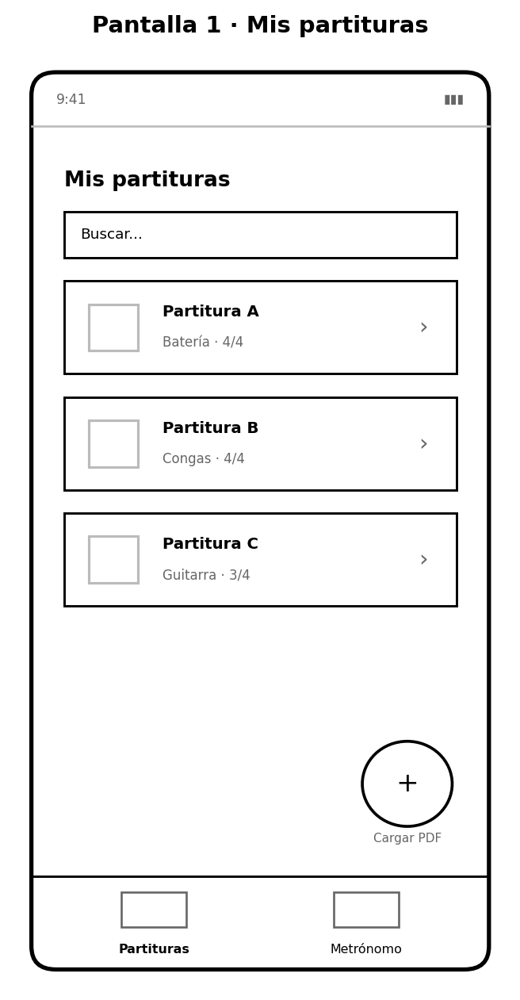 Pantalla 1 · Mis partituras
9:41
Mis partituras
Buscar...
Partitura A
Batería · 4/4
›
Partitura B
Congas · 4/4
›
Partitura C
Guitarra · 3/4
›
+
Cargar PDF
Partituras
Metrónomo